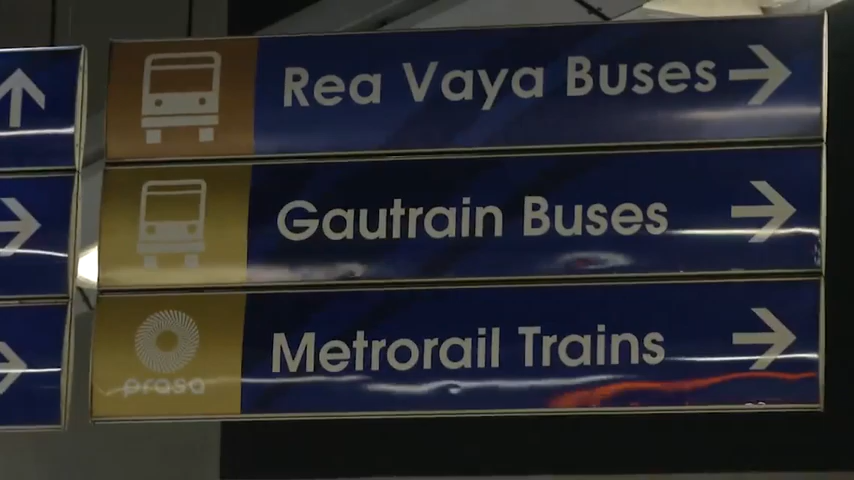 Rea Vaya Buses
Gautrain Buses
Metrorail Trains
prasa